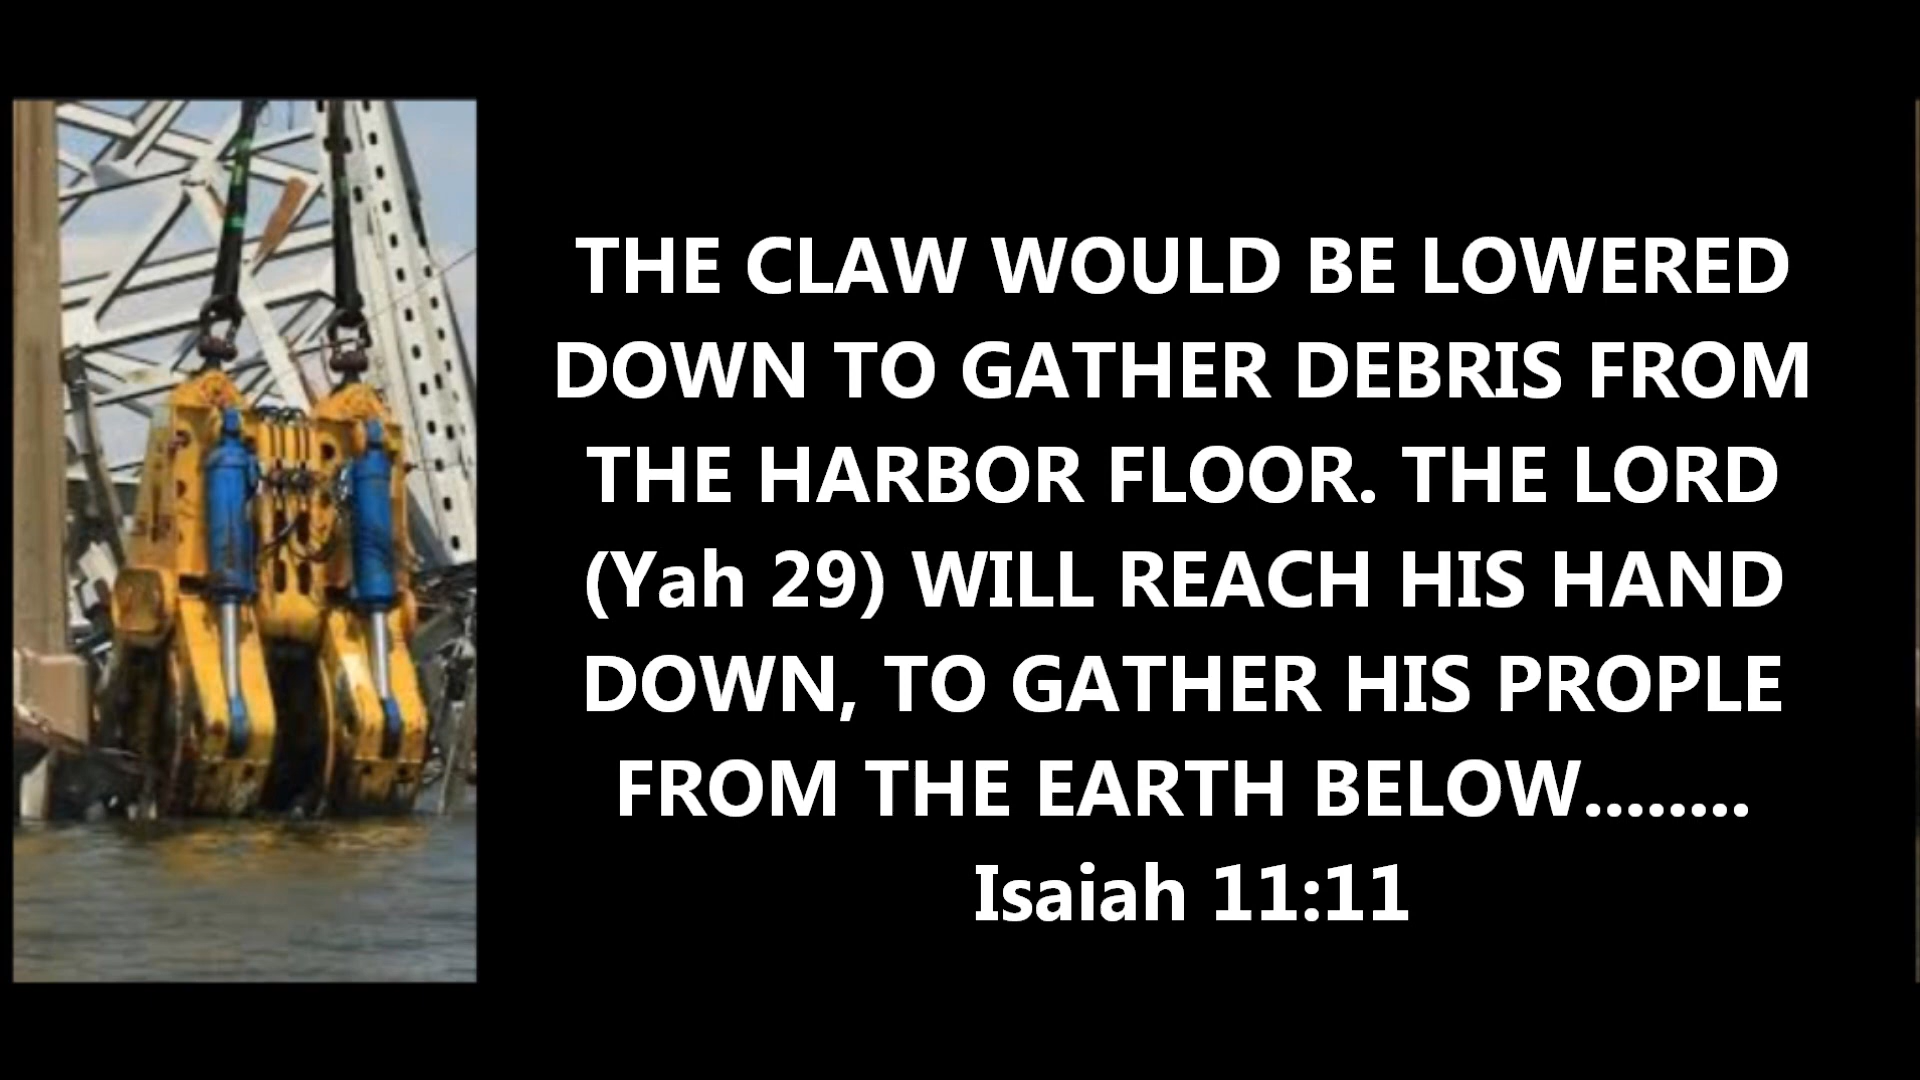 THE CLAW WOULD BE LOWERED
DOWN TO GATHER DEBRIS FROM
THE HARBOR FLOOR. THE LORD
(Yah 29) WILL REACH HIS HAND
DOWN, TO GATHER HIS PROPLE
FROM THE EARTH BELOW........
Isaiah 11:11